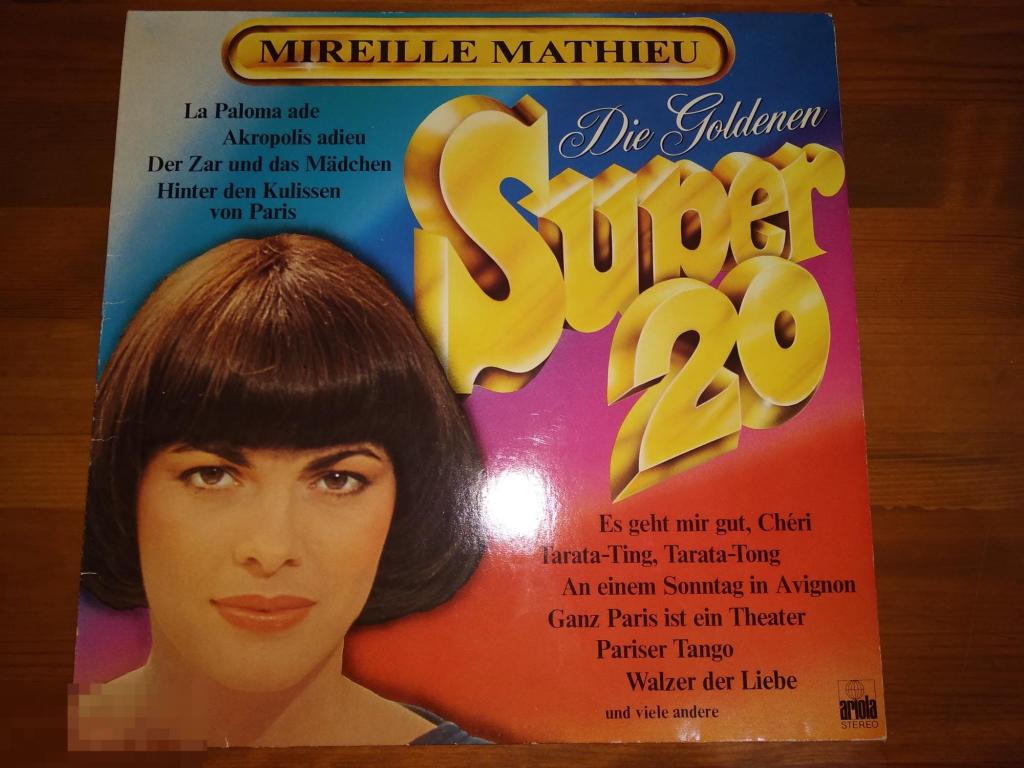 MIREILLE MATHIEU
Die Goldenen
Super
20
La Paloma ade
Akropolis adieu
Der Zar und das Mädchen
Hinter den Kulissen
von Paris
Es geht mir gut, Chéri
Tarata-Ting, Tarata-Tong
An einem Sonntag in Avignon
Ganz Paris ist ein Theater
Pariser Tango
Walzer der Liebe
und viele andere
ariola
STEREO